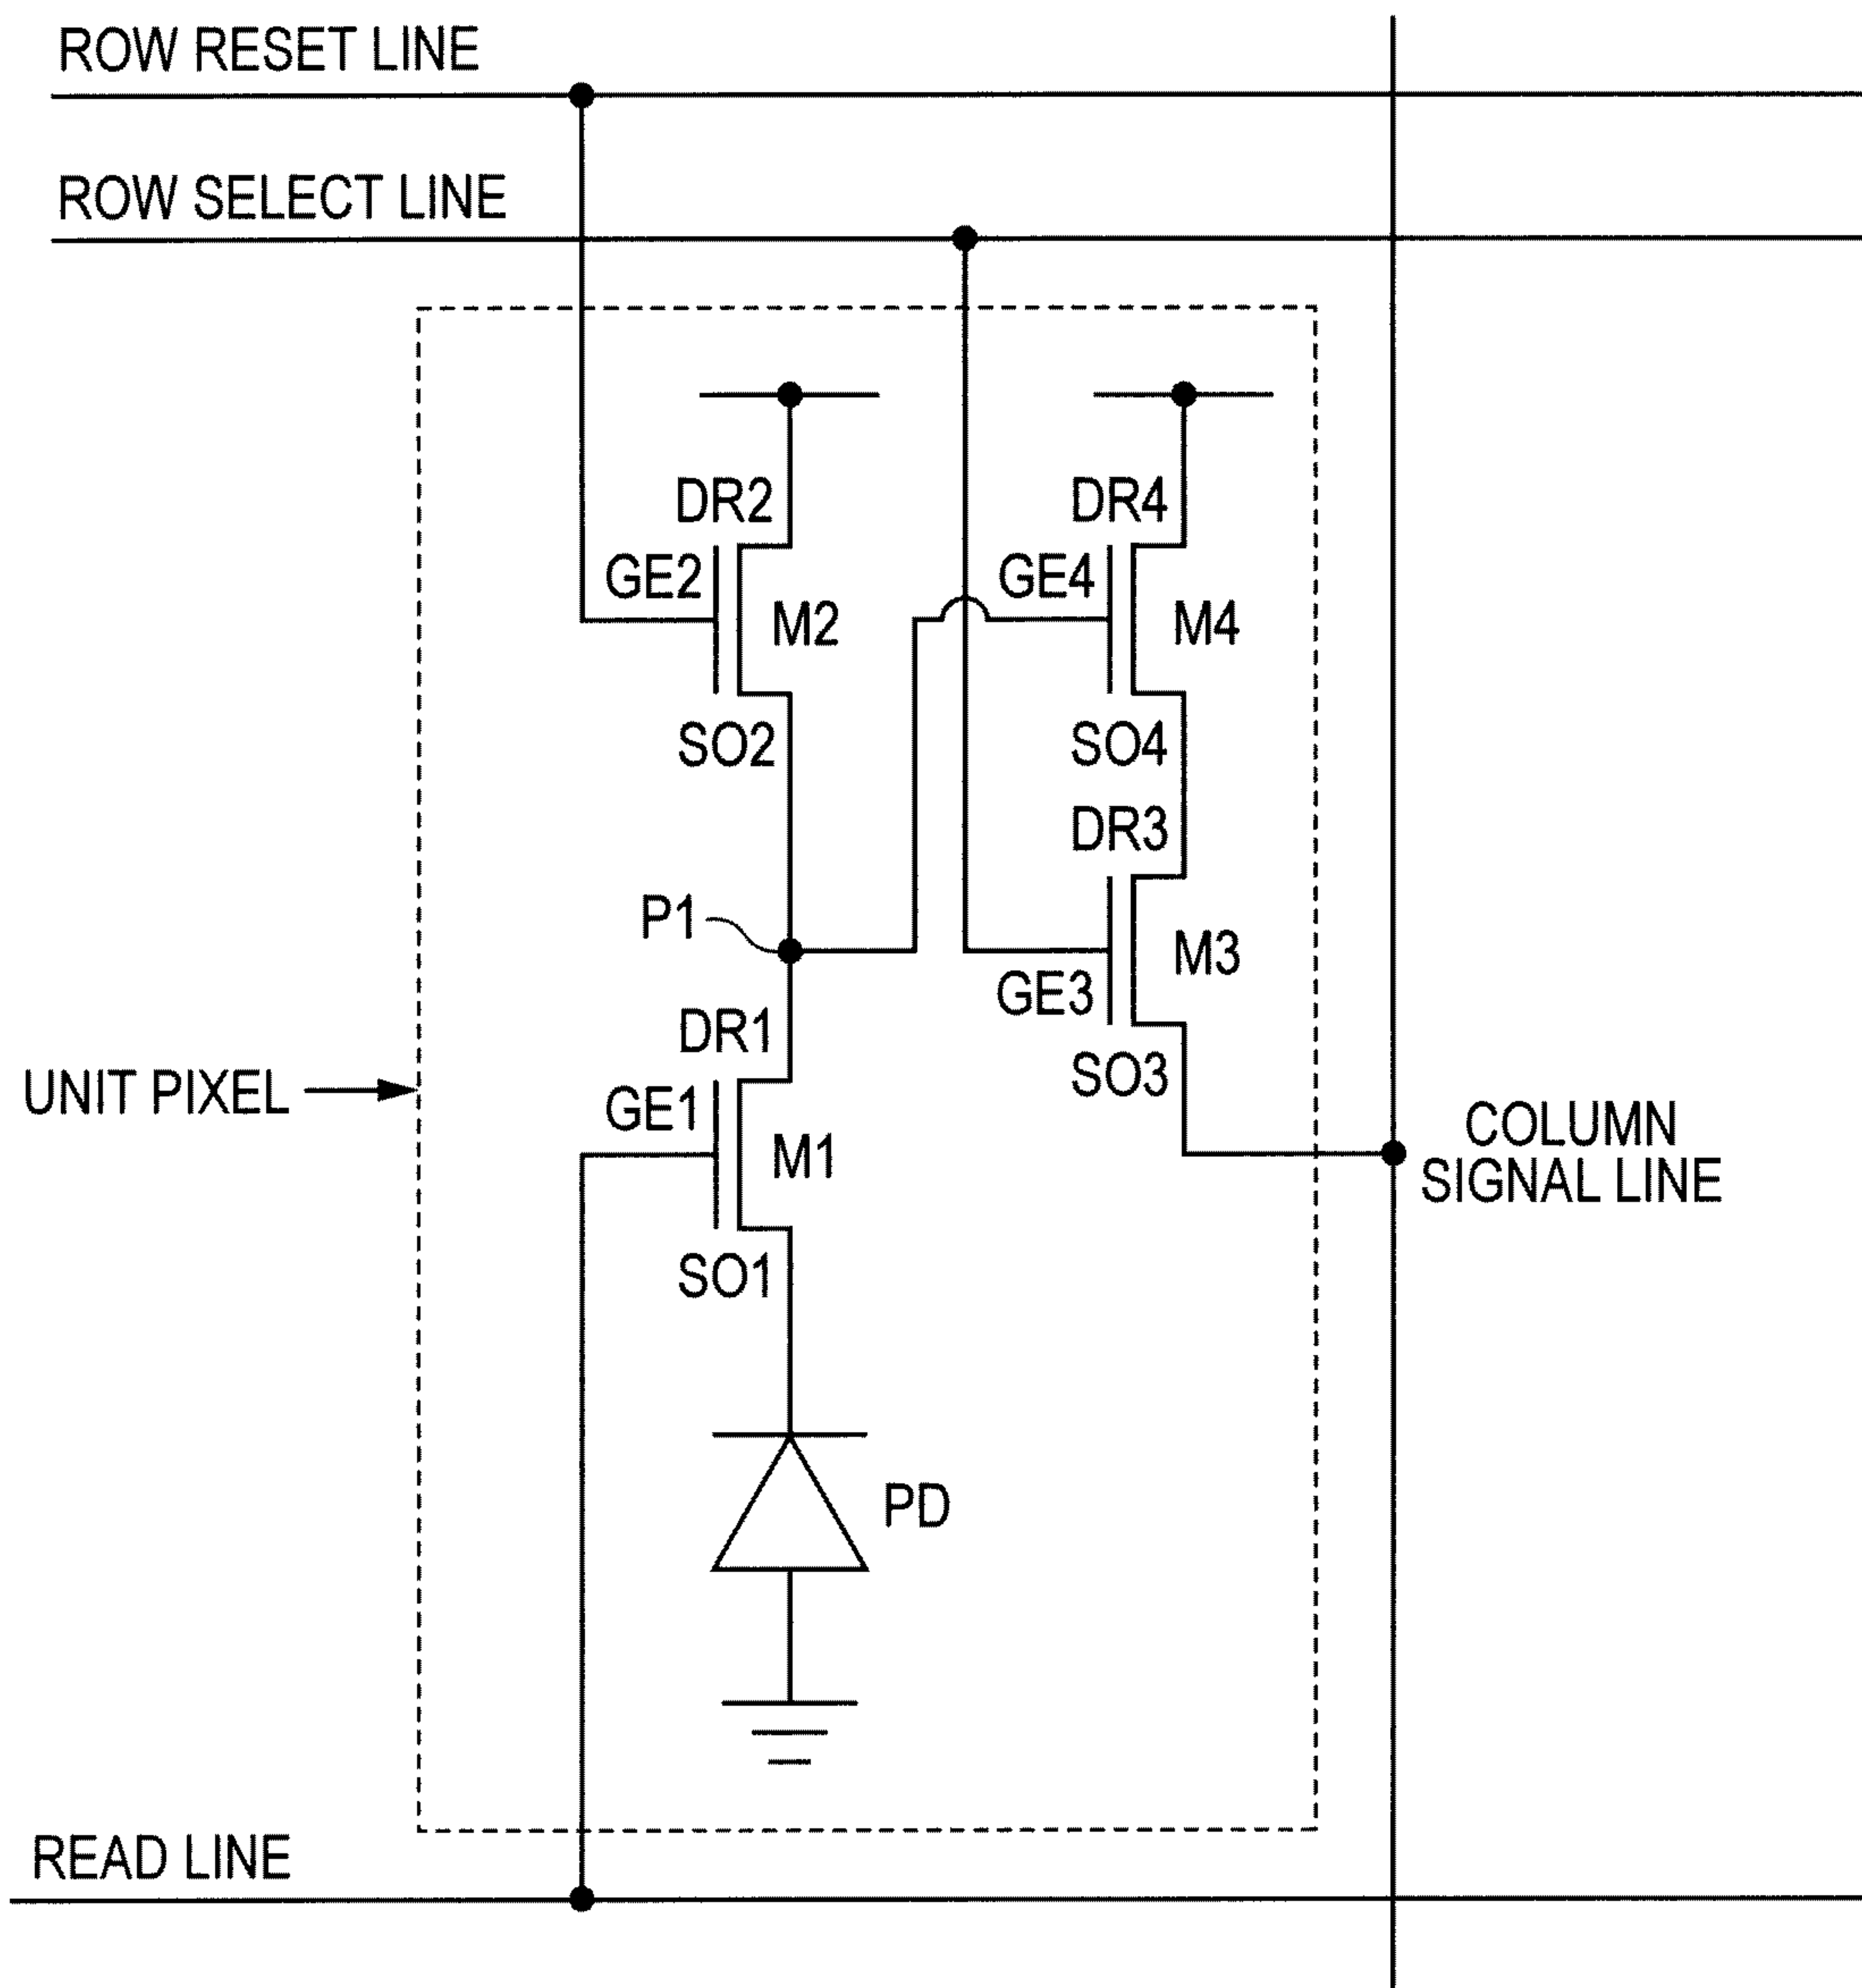 ROW RESET LINE
ROW SELECT LINE
DR2
DR4
GE2
GE4
M2
M4
SO2
SO4
DR3
P1
M3
GE3
DR1
SO3
UNIT PIXEL
GE1
M1
COLUMN
SIGNAL LINE
SO1
PD
READ LINE